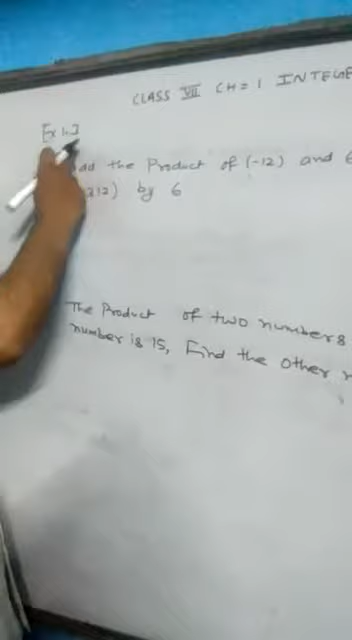 CLASS VII CH = 1 INTEGE
[Ex 1.
the Product of (-12) and
212) by 6
The Product of two numbers
number is 15, Find the other